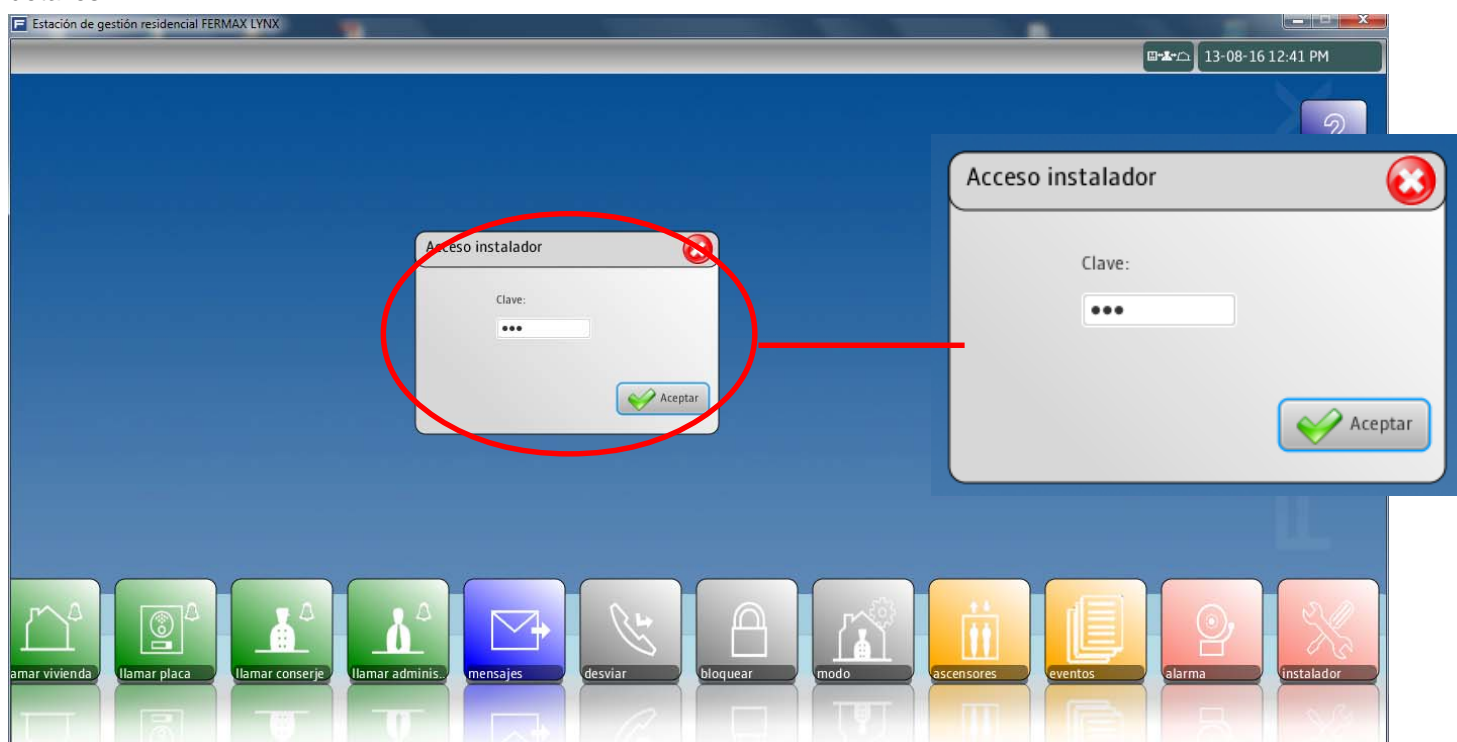 Estación de gestión residencial FERMAX LYNX
13-08-16 12:41 PM
Acceso instalador
Clave:
•••
Aceptar
Acceso instalador
Clave:
•••
Aceptar
amar vivienda
llamar placa
llamar conserje
llamar adminis..
mensajes
desviar
bloquear
modo
ascensores
eventos
alarma
instalador